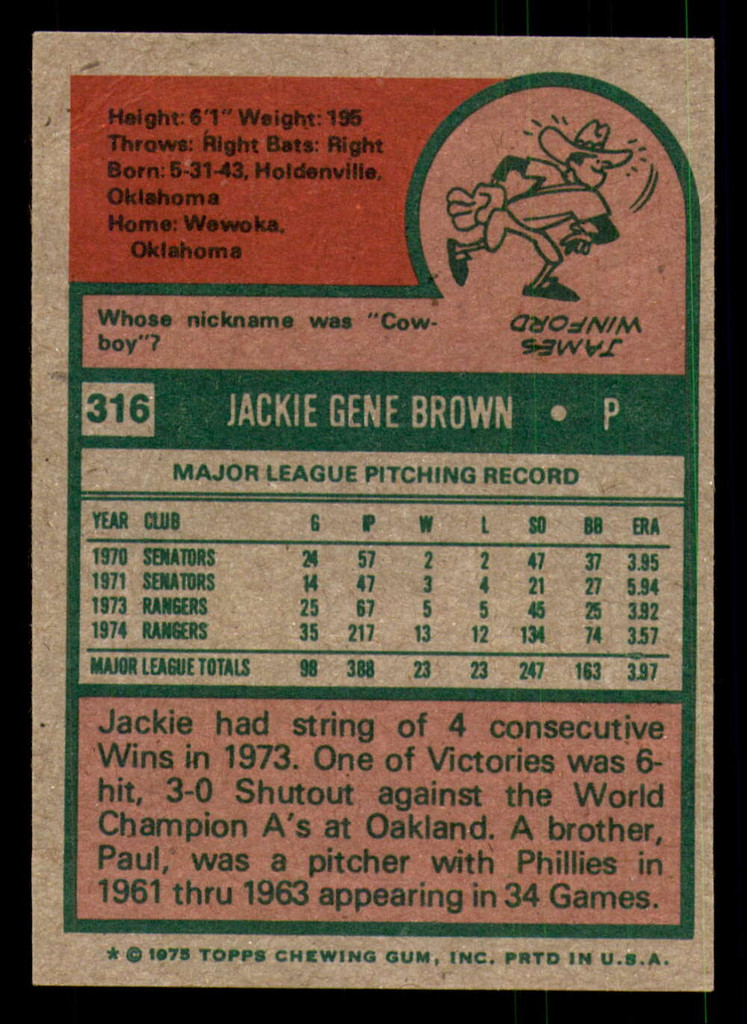 Height: 6'1" Weight: 195
Throws: Right Bats: Right
Born: 5-31-43, Holdenville,
Oklahoma
Home: Wewoka,
Oklahoma
Whose nickname was "Cow-
boy"?
JAMES
WINFORD
316 JACKIE GENE BROWN • P
MAJOR LEAGUE PITCHING RECORD
YEAR CLUB G IP W L SO BB ERA
1970 SENATORS 24 57 2 2 47 37 3.95
1971 SENATORS 14 47 3 4 21 27 5.94
1973 RANGERS 25 67 5 5 45 25 3.92
1974 RANGERS 35 217 13 12 134 74 3.57
MAJOR LEAGUE TOTALS 98 388 23 23 247 163 3.97
Jackie had string of 4 consecutive
Wins in 1973. One of Victories was 6-
hit, 3-0 Shutout against the World
Champion A's at Oakland. A brother,
Paul, was a pitcher with Phillies in
1961 thru 1963 appearing in 34 Games.
* © 1975 TOPPS CHEWING GUM, INC. PRTD IN U.S.A.